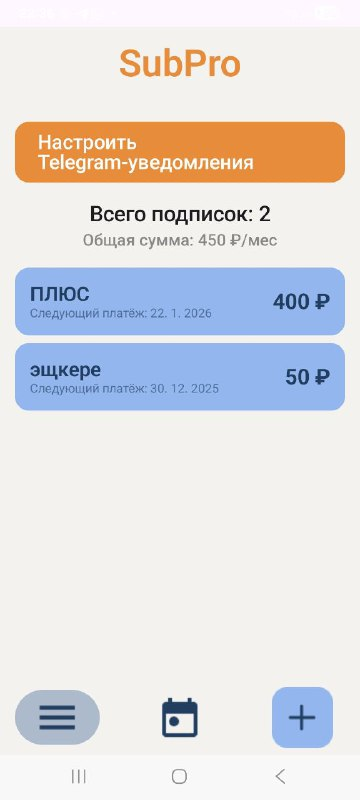 SubPro
Настроить
Telegram-уведомления
Всего подписок: 2
Общая сумма: 450 ₽/мес
ПЛЮС
400 ₽
Следующий платёж: 22. 1. 2026
эщкере
50 ₽
Следующий платёж: 30. 12. 2025